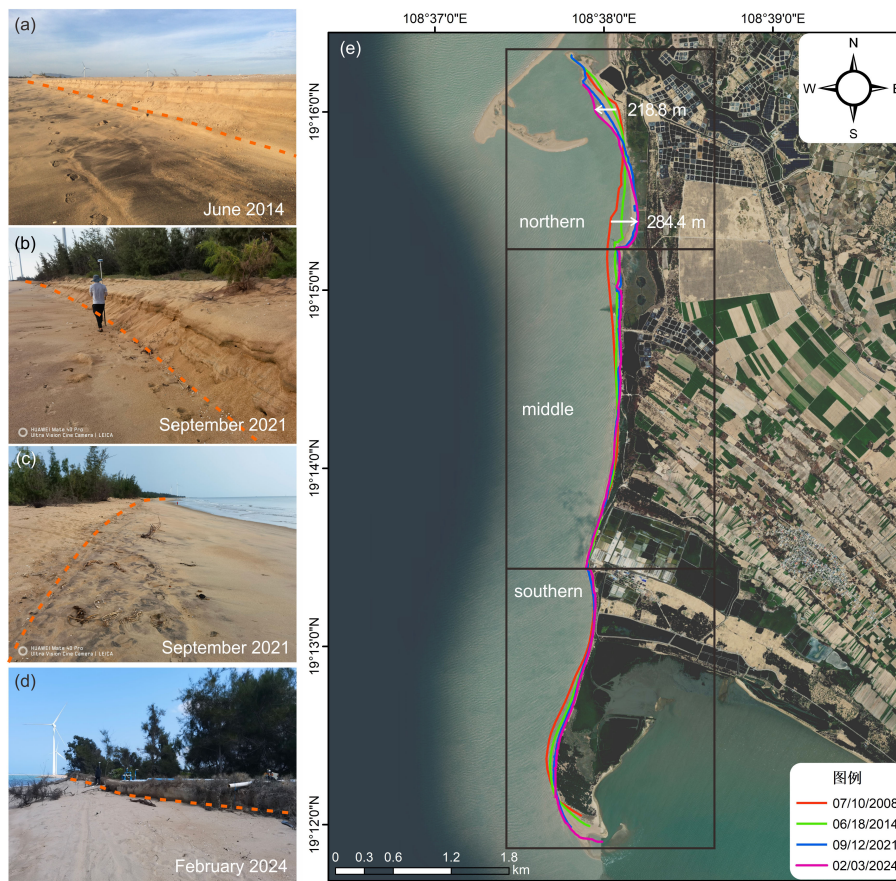 (a)
June 2014
(b)
HUAWEI Mate 40 Pro
Ultra Vision Cine Camera | LEICA
September 2021
(c)
HUAWEI Mate 40 Pro
Ultra Vision Cine Camera | LEICA
September 2021
(d)
February 2024
108°37'0"E
108°38'0"E
108°39'0"E
(e)
N
W
E
S
19°16'0"N
19°15'0"N
19°14'0"N
19°13'0"N
19°12'0"N
218.8 m
284.4 m
northern
middle
southern
图例
07/10/2008
06/18/2014
09/12/2021
02/03/2024
0 0.3 0.6 1.2 1.8
km